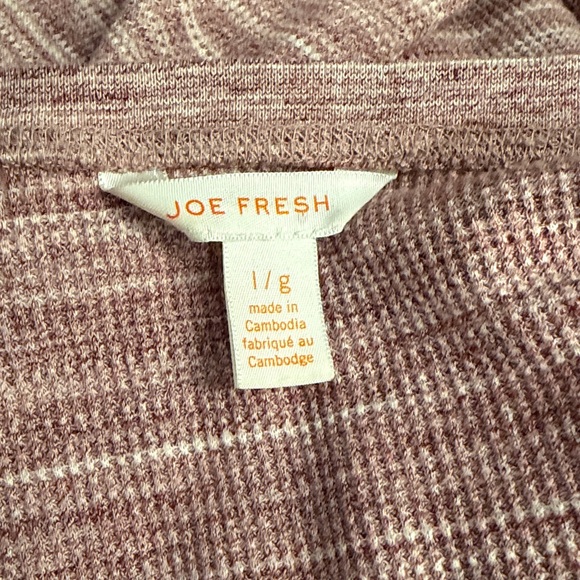 JOE FRESH
l/g
made in
Cambodia
fabriqué au
Cambodge